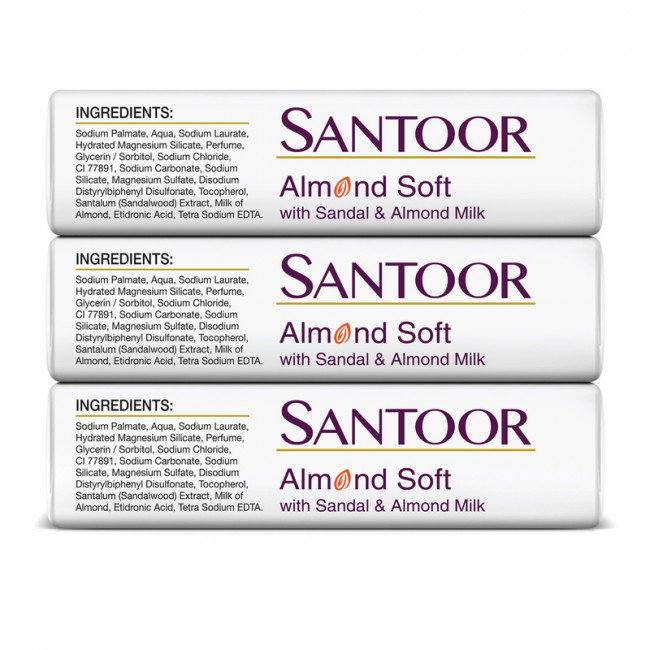 INGREDIENTS:
Sodium Palmate, Aqua, Sodium Laurate,
Hydrated Magnesium Silicate, Perfume,
Glycerin / Sorbitol, Sodium Chloride,
CI 77891, Sodium Carbonate, Sodium
Silicate, Magnesium Sulfate, Disodium
Distyrylbiphenyl Disulfonate, Tocopherol,
Santalum (Sandalwood) Extract, Milk of
Almond, Etidronic Acid, Tetra Sodium EDTA.
SANTOOR
Almond Soft
with Sandal & Almond Milk
INGREDIENTS:
Sodium Palmate, Aqua, Sodium Laurate,
Hydrated Magnesium Silicate, Perfume,
Glycerin / Sorbitol, Sodium Chloride,
CI 77891, Sodium Carbonate, Sodium
Silicate, Magnesium Sulfate, Disodium
Distyrylbiphenyl Disulfonate, Tocopherol,
Santalum (Sandalwood) Extract, Milk of
Almond, Etidronic Acid, Tetra Sodium EDTA.
SANTOOR
Almond Soft
with Sandal & Almond Milk
INGREDIENTS:
Sodium Palmate, Aqua, Sodium Laurate,
Hydrated Magnesium Silicate, Perfume,
Glycerin / Sorbitol, Sodium Chloride,
CI 77891, Sodium Carbonate, Sodium
Silicate, Magnesium Sulfate, Disodium
Distyrylbiphenyl Disulfonate, Tocopherol,
Santalum (Sandalwood) Extract, Milk of
Almond, Etidronic Acid, Tetra Sodium EDTA.
SANTOOR
Almond Soft
with Sandal & Almond Milk